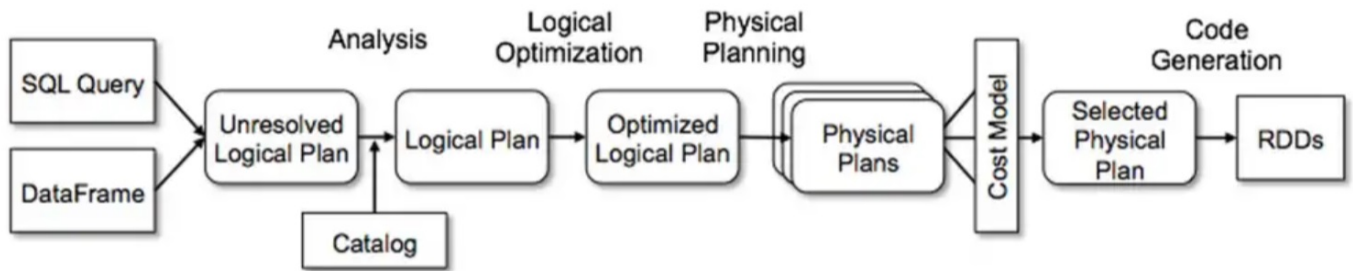 SQL Query
DataFrame
Unresolved
Logical Plan
Analysis
Catalog
Logical Plan
Logical
Optimization
Optimized
Logical Plan
Physical
Planning
Physical
Plans
Cost Model
Selected
Physical
Plan
Code
Generation
RDDs